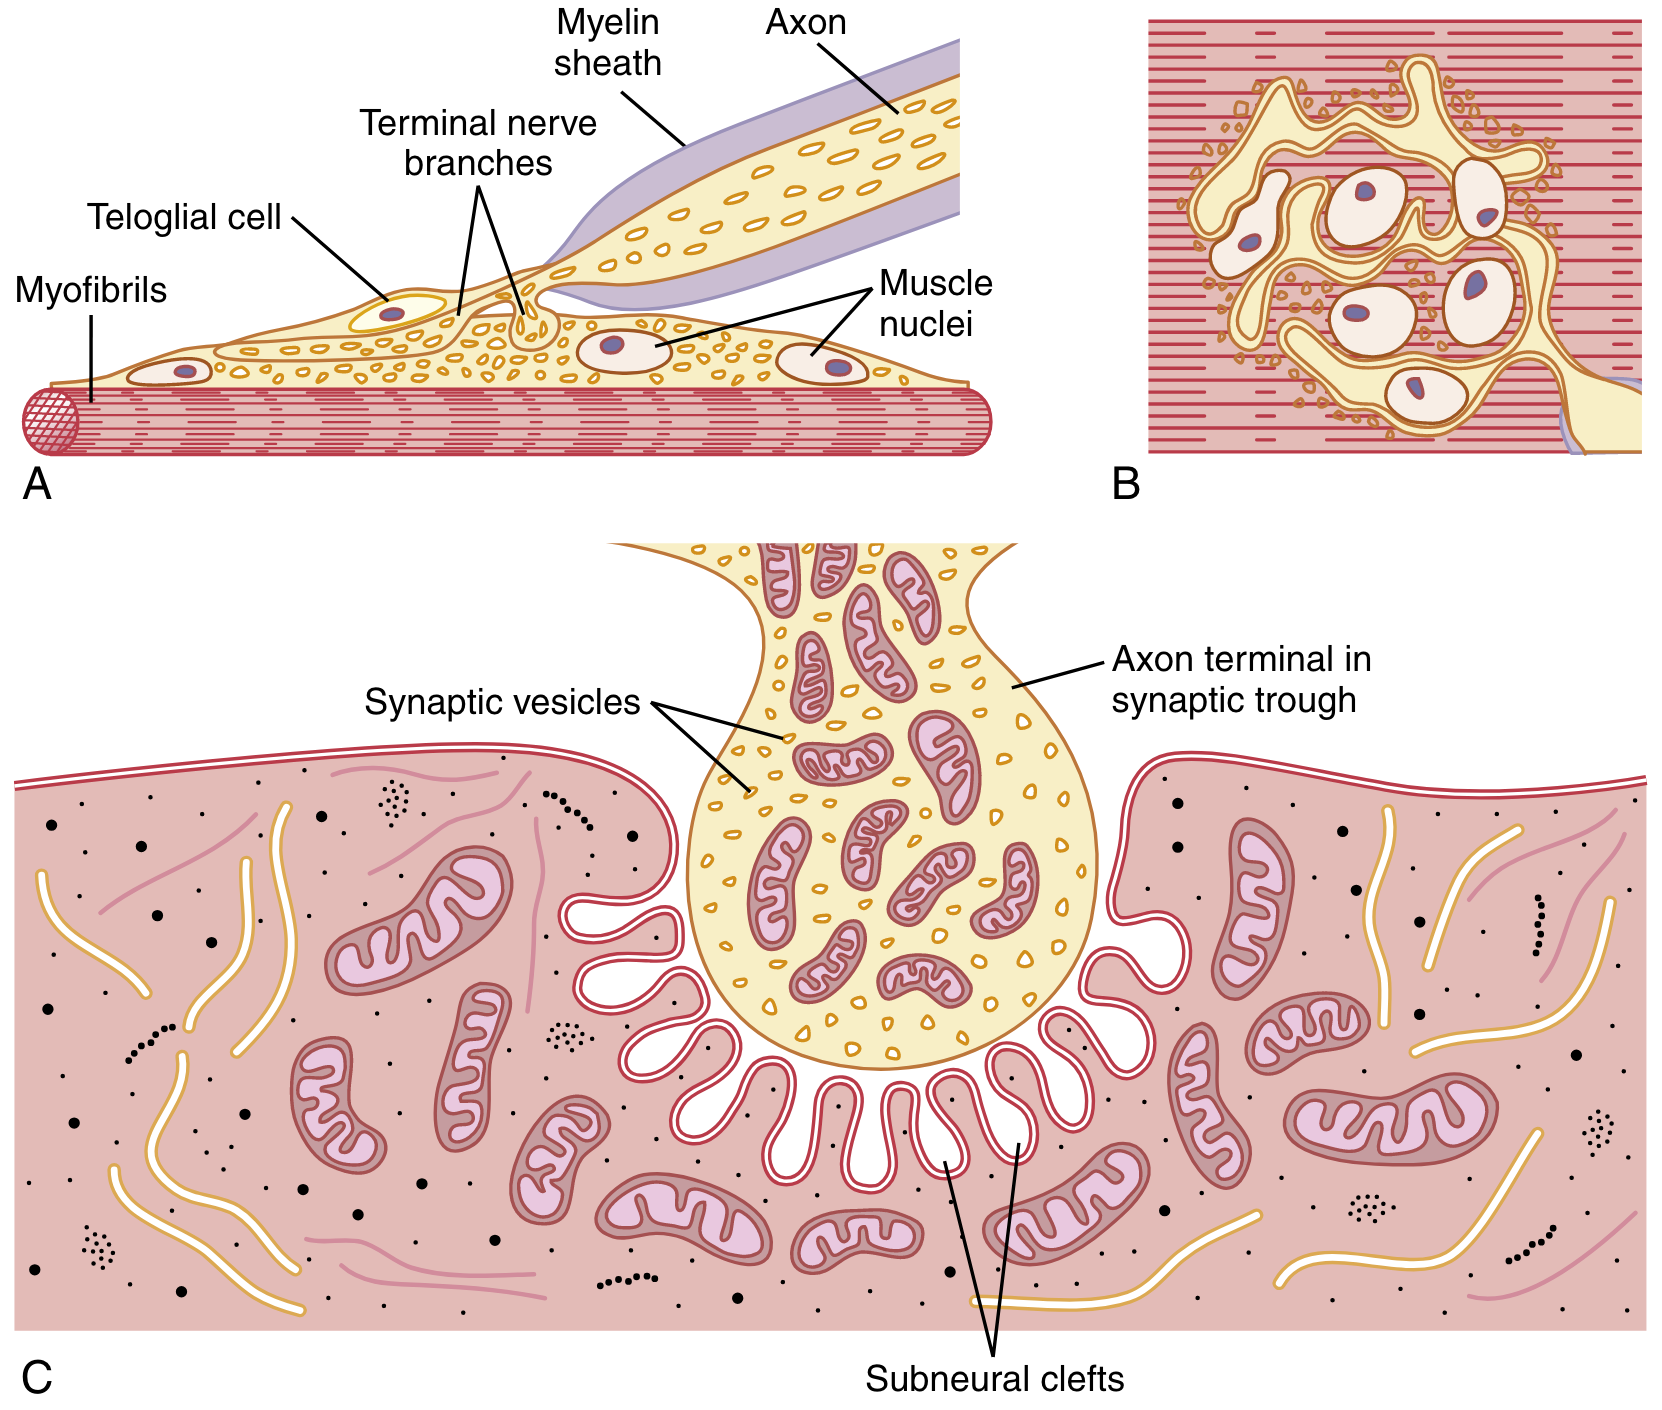 Myelin
sheath
Axon
Terminal nerve
branches
Teloglial cell
Myofibrils
Muscle
nuclei
A
B
Synaptic vesicles
Axon terminal in
synaptic trough
Subneural clefts
C